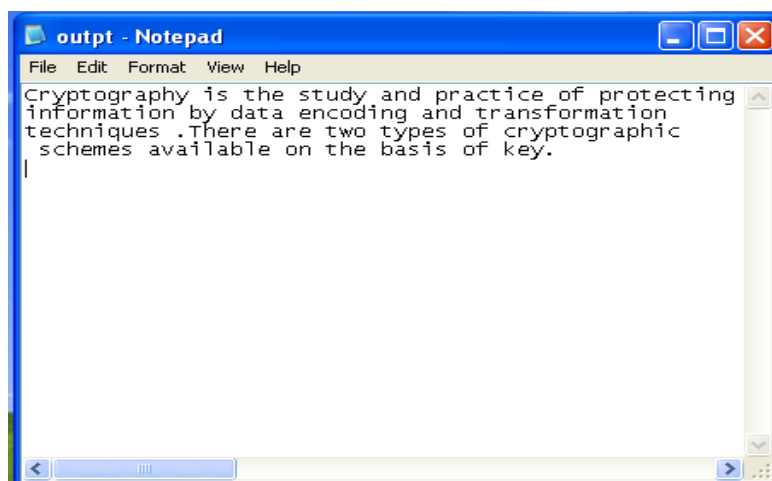 outpt - Notepad
File Edit Format View Help
Cryptography is the study and practice of protecting
information by data encoding and transformation
techniques .There are two types of cryptographic
 schemes available on the basis of key.